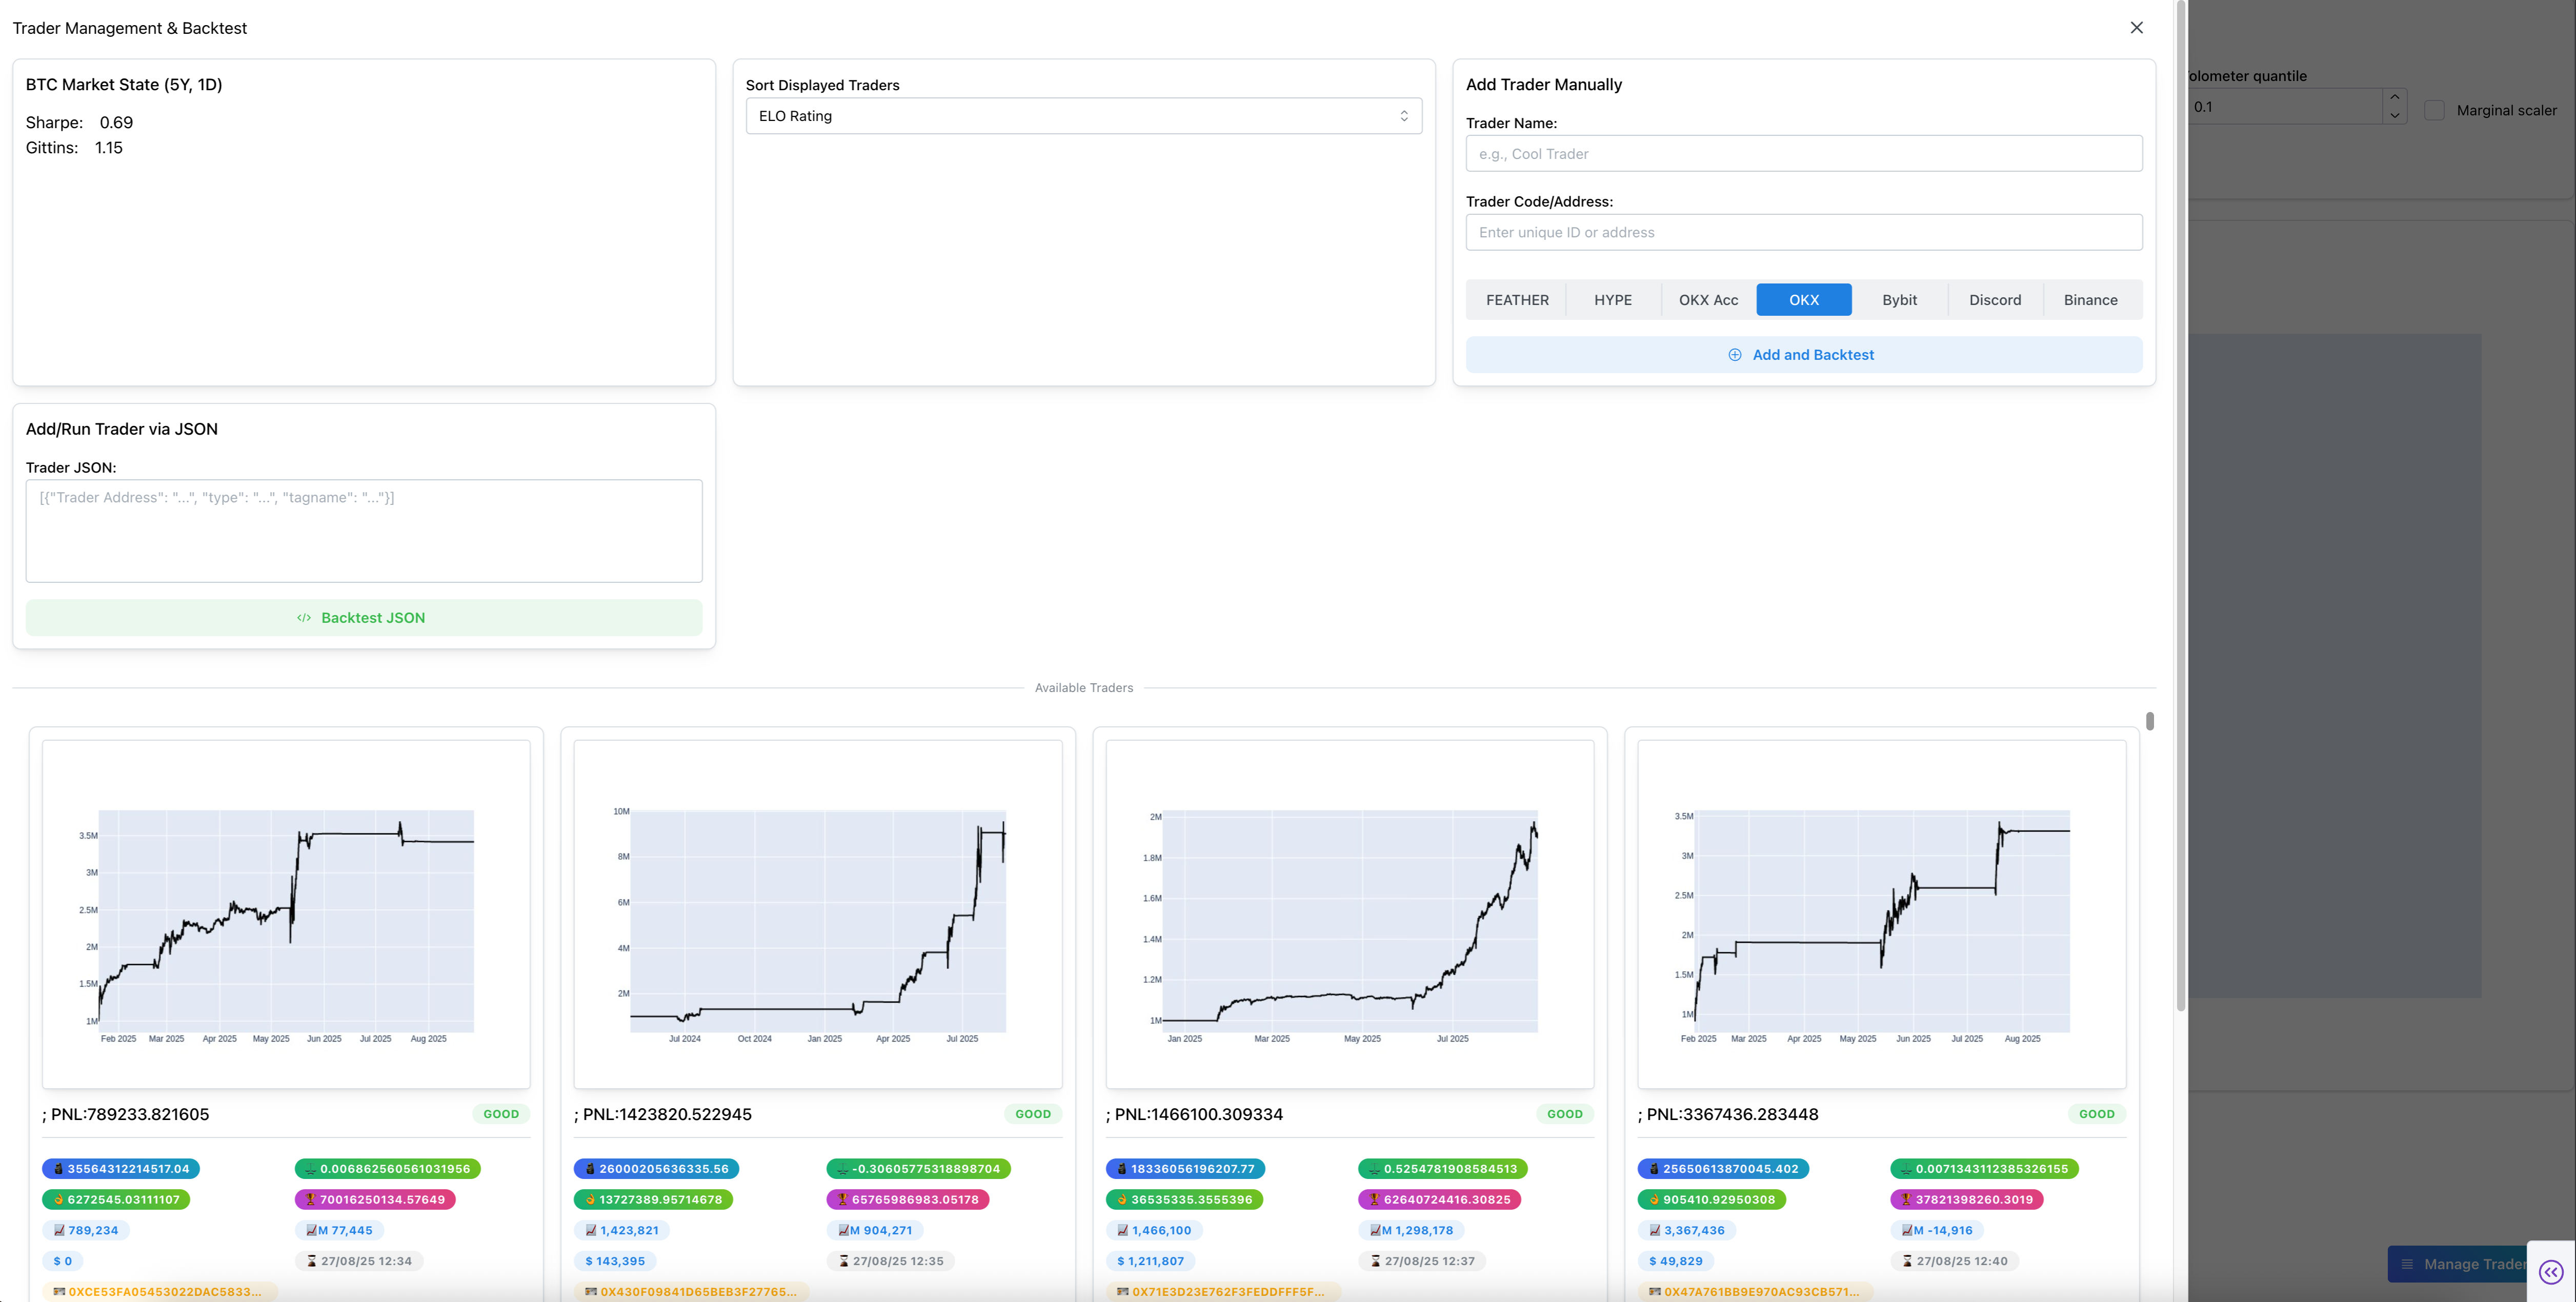 Trader Management & Backtest
BTC Market State (5Y, 1D)
Sharpe: 0.69
Gittins: 1.15
Sort Displayed Traders
ELO Rating
Add Trader Manually
Trader Name:
e.g., Cool Trader
Trader Code/Address:
Enter unique ID or address
FEATHER HYPE OKX Acc OKX Bybit Discord Binance
Add and Backtest
olometer quantile
0.1
Marginal scaler
Add/Run Trader via JSON
Trader JSON:
[{"Trader Address": "...", "type": "...", "tagname": "..."}]
</> Backtest JSON
Available Traders
3.5M
3M
2.5M
2M
1.5M
1M
Feb 2025 Mar 2025 Apr 2025 May 2025 Jun 2025 Jul 2025 Aug 2025
; PNL:789233.821605 GOOD
35564312214517.04 0.006862560561031956
6272545.03111107 70016250134.57649
789,234 M 77,445
$ 0 27/08/25 12:34
0XCE53FA05453022DAC5833...
10M
8M
6M
4M
2M
Jul 2024 Oct 2024 Jan 2025 Apr 2025 Jul 2025
; PNL:1423820.522945 GOOD
26000205636335.56 -0.30605775318898704
13727389.95714678 65765986983.05178
1,423,821 M 904,271
$ 143,395 27/08/25 12:35
0X430F09841D65BEB3F27765...
2M
1.8M
1.6M
1.4M
1.2M
1M
Jan 2025 Mar 2025 May 2025 Jul 2025
; PNL:1466100.309334 GOOD
18336056196207.77 0.5254781908584513
36535335.3555396 62640724416.30825
1,466,100 M 1,298,178
$ 1,211,807 27/08/25 12:37
0X71E3D23E762F3FEDDFFF5F...
3.5M
3M
2.5M
2M
1.5M
1M
Feb 2025 Mar 2025 Apr 2025 May 2025 Jun 2025 Jul 2025 Aug 2025
; PNL:3367436.283448 GOOD
25650613870045.402 0.0071343112385326155
905410.92950308 37821398260.3019
3,367,436 M -14,916
$ 49,829 27/08/25 12:40
0X47A761BB9E970AC93CB571...
Manage Trader